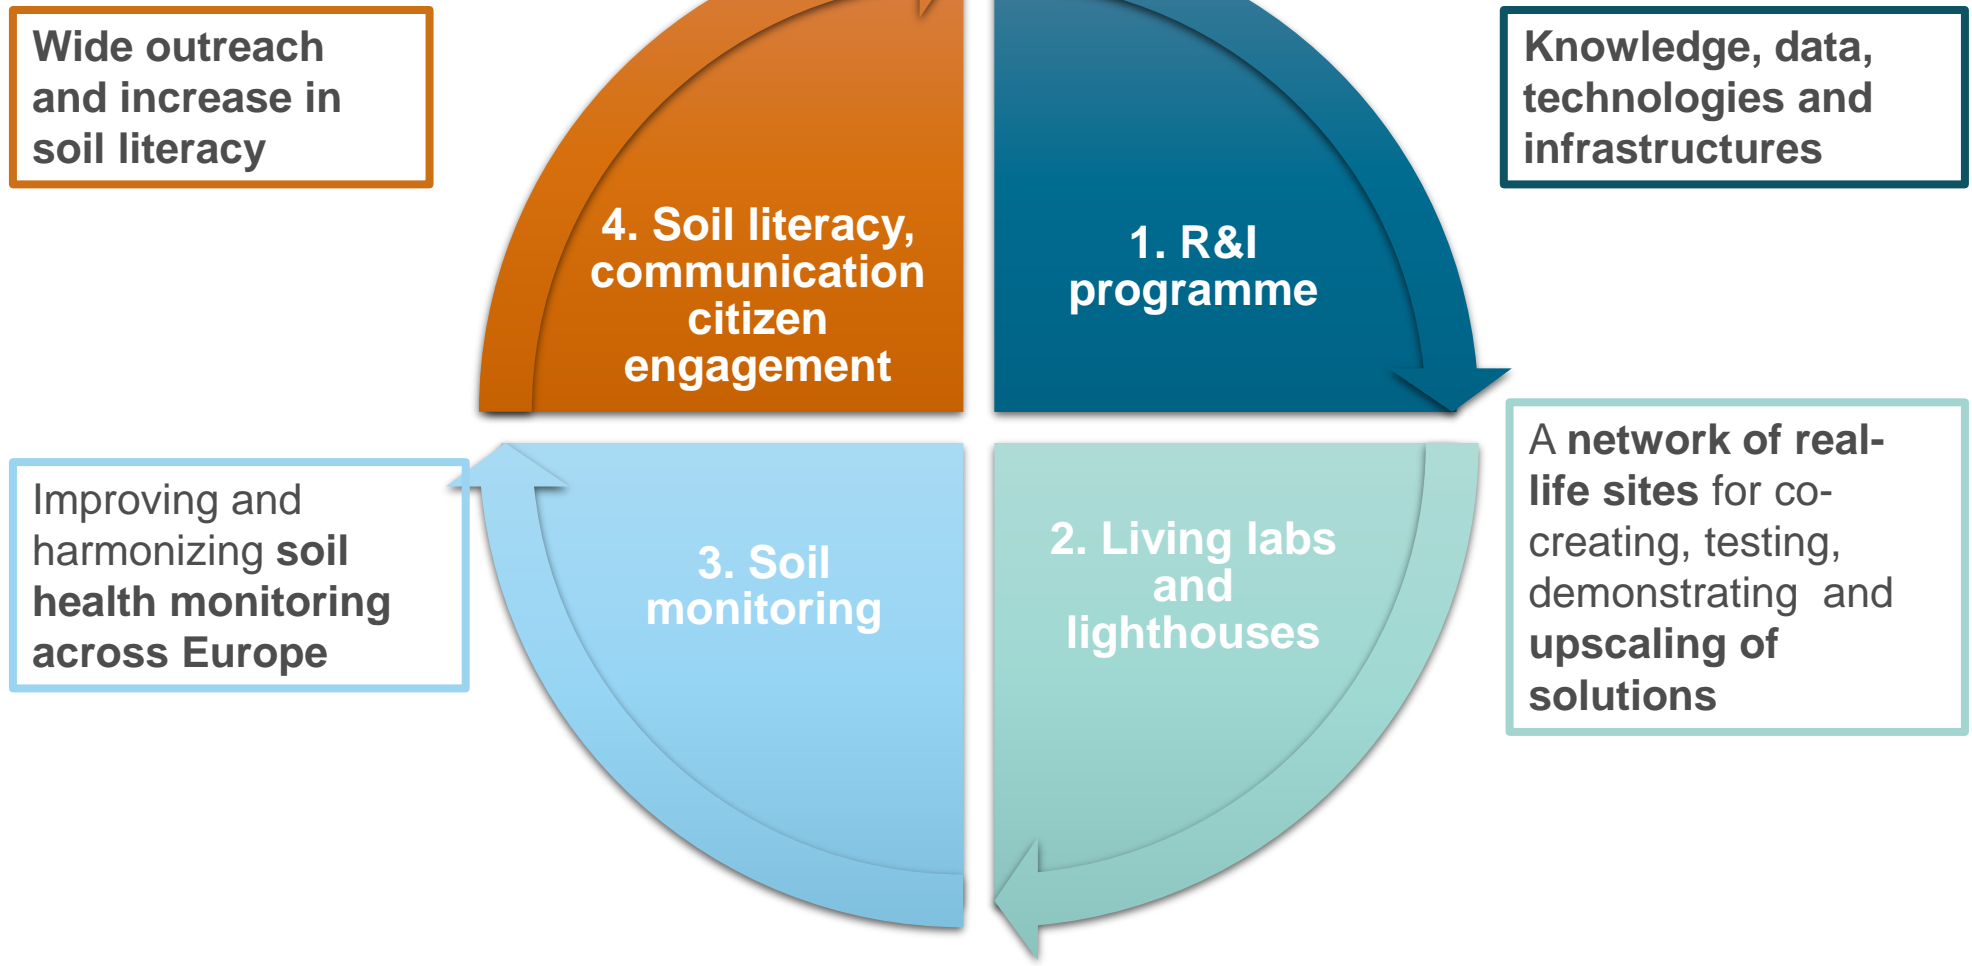 Wide outreach
and increase in
soil literacy
Knowledge, data,
technologies and
infrastructures
4. Soil literacy,
communication
citizen
engagement
1. R&I
programme
Improving and
harmonizing soil
health monitoring
across Europe
3. Soil
monitoring
2. Living labs
and
lighthouses
A network of real-
life sites for co-
creating, testing,
demonstrating  and
upscaling of
solutions